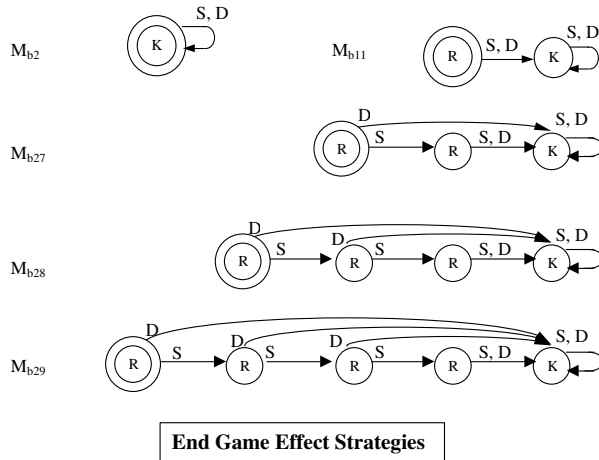 S, D
M_b2 K M_b11 R S, D K S, D
D S, D
M_b27 R S R S, D K
D D S, D
M_b28 R S R S R S, D K
D D D S, D
M_b29 R S R S R S R S, D K
End Game Effect Strategies